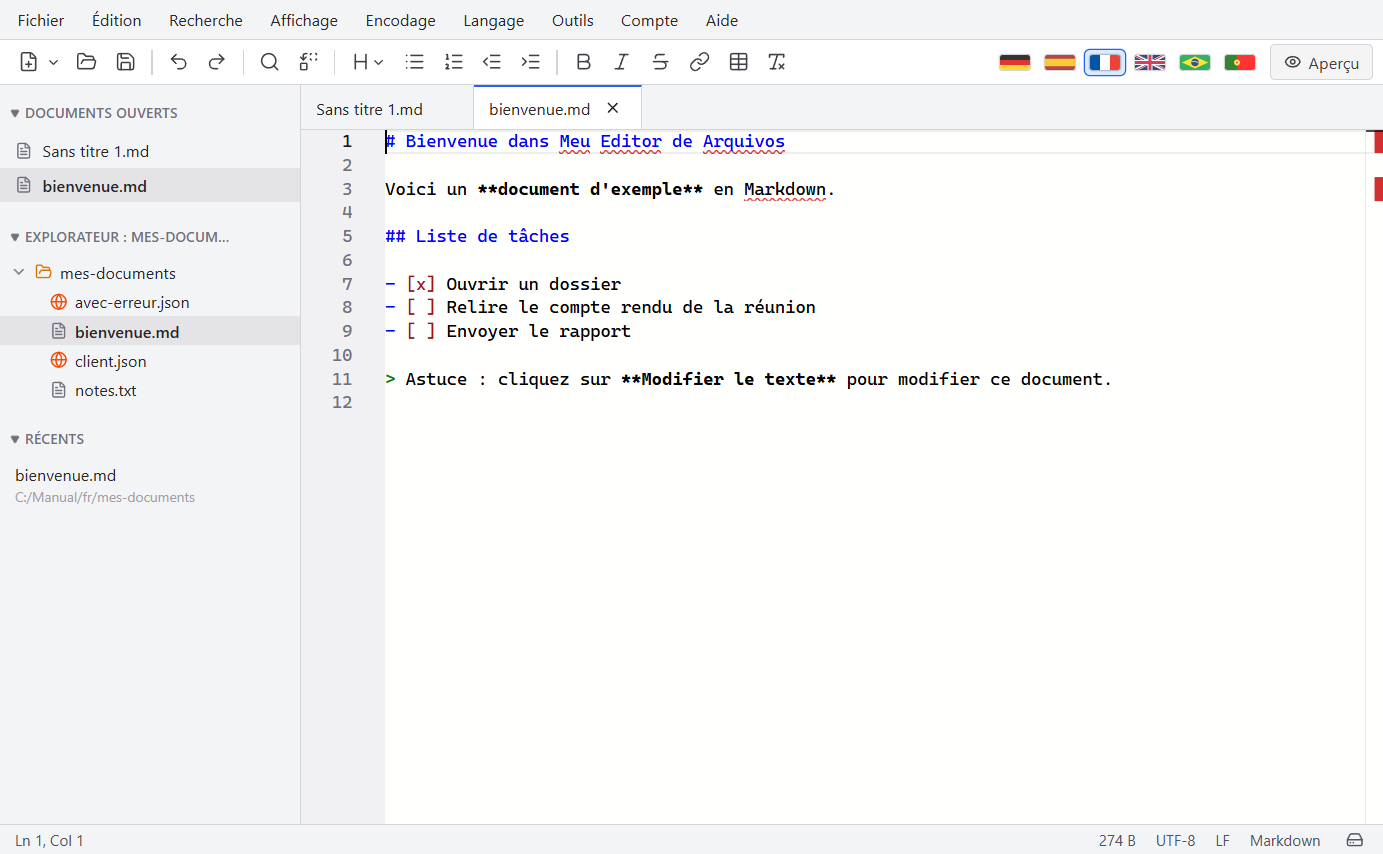 Fichier Édition Recherche Affichage Encodage Langage Outils Compte Aide
Aperçu
DOCUMENTS OUVERTS
Sans titre 1.md
bienvenue.md
EXPLORATEUR : MES-DOCUM...
mes-documents
avec-erreur.json
bienvenue.md
client.json
notes.txt
RÉCENTS
bienvenue.md
C:/Manual/fr/mes-documents
Sans titre 1.md bienvenue.md
1 # Bienvenue dans Meu Editor de Arquivos
2
3 Voici un **document d'exemple** en Markdown.
4
5 ## Liste de tâches
6
7 - [x] Ouvrir un dossier
8 - [ ] Relire le compte rendu de la réunion
9 - [ ] Envoyer le rapport
10
11 > Astuce : cliquez sur **Modifier le texte** pour modifier ce document.
12
Ln 1, Col 1 274 B UTF-8 LF Markdown